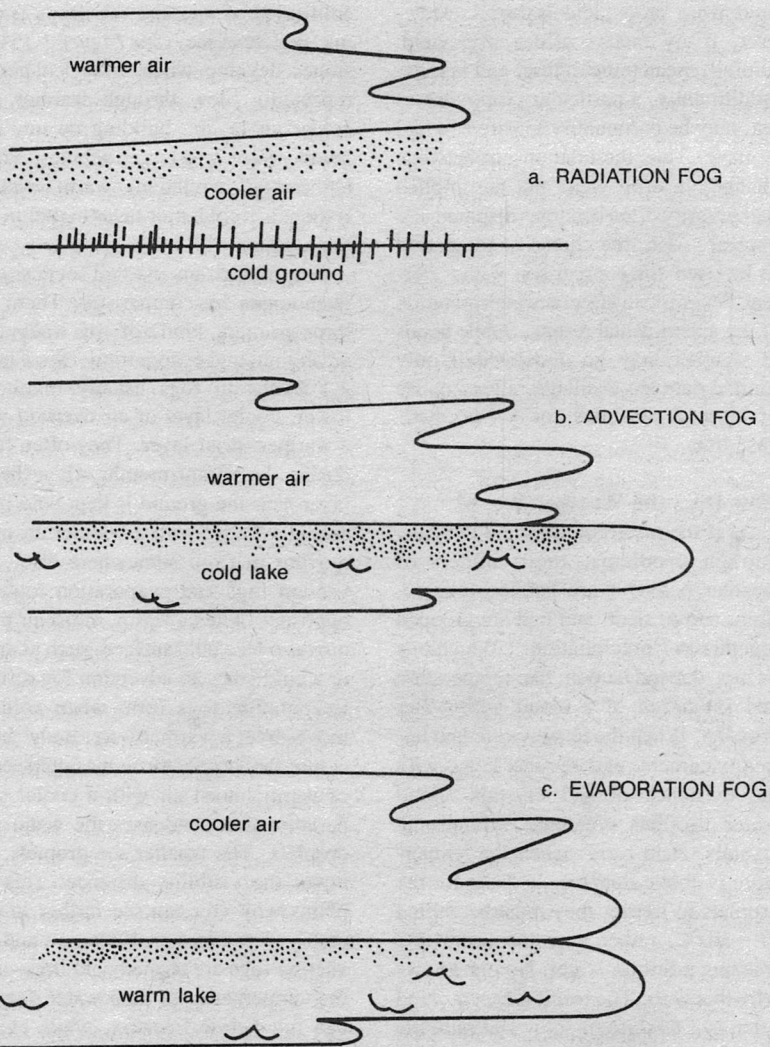 warmer air
cooler air
a. RADIATION FOG
cold ground
b. ADVECTION FOG
warmer air
cold lake
c. EVAPORATION FOG
cooler air
warm lake